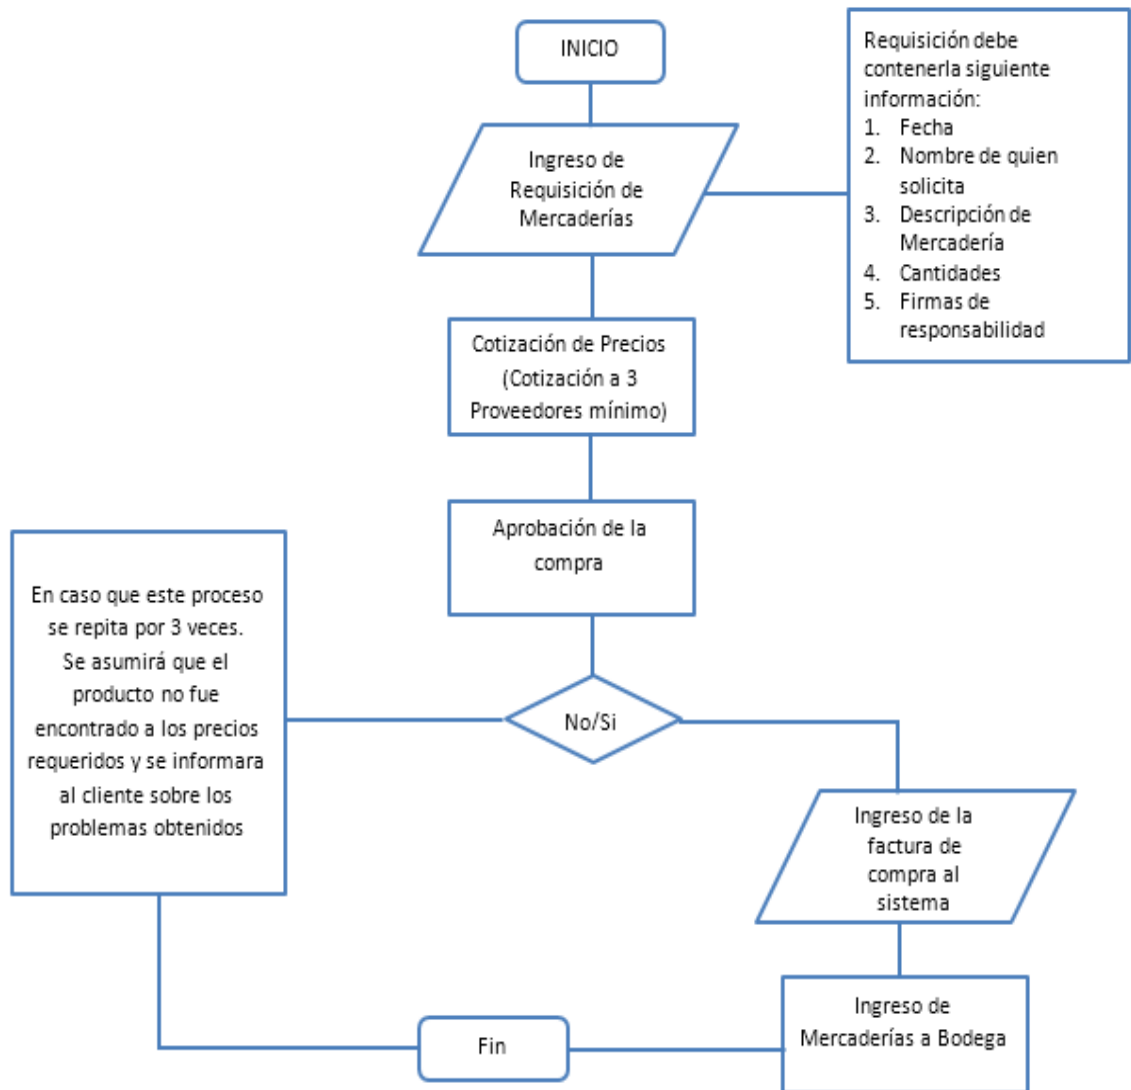 INICIO
Ingreso de
Requisición de
Mercaderías
Requisición debe
contenerla siguiente
información:
1. Fecha
2. Nombre de quien
solicita
3. Descripción de
Mercadería
4. Cantidades
5. Firmas de
responsabilidad
Cotización de Precios
(Cotización a 3
Proveedores mínimo)
Aprobación de la
compra
No/Si
En caso que este proceso
se repita por 3 veces.
Se asumirá que el
producto no fue
encontrado a los precios
requeridos y se informara
al cliente sobre los
problemas obtenidos
Ingreso de la
factura de
compra al
sistema
Ingreso de
Mercaderías a Bodega
Fin